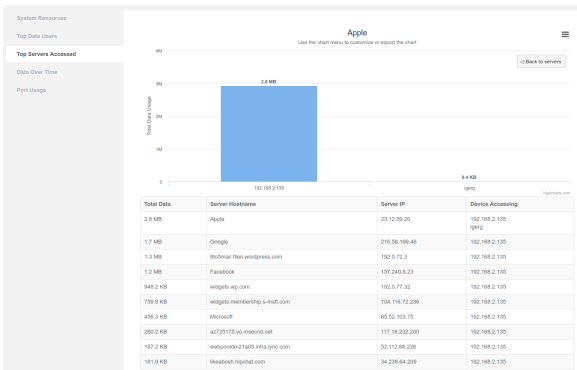 System Resources
Top Data Users
Top Servers Accessed
Data Over Time
Port Usage
Apple
Use the chart menu to customize or export the chart
Back to servers
4M
3M
2M
1M
0
Total Data Usage
2.8 MB
9.4 KB
192.168.2.135
igerg
Highcharts.com
Total Data Server Hostname Server IP Device Accessing
2.8 MB Apple 23.12.59.20 192.168.2.135
igerg
1.7 MB Google 216.58.199.46 192.168.2.135
1.3 MB 9to5mac.files.wordpress.com 192.0.72.3 192.168.2.135
1.2 MB Facebook 157.240.8.23 192.168.2.135
948.2 KB widgets.wp.com 192.0.77.32 192.168.2.135
759.8 KB widgets.membership.s-msft.com 104.116.72.236 192.168.2.135
456.3 KB Microsoft 65.52.103.75 192.168.2.135
280.2 KB az725175.vo.msecnd.net 117.18.232.200 192.168.2.135
187.2 KB webpooldm21a05.infra.lync.com 52.112.66.226 192.168.2.135
181.9 KB likeabosh.hipchat.com 34.238.64.209 192.168.2.135